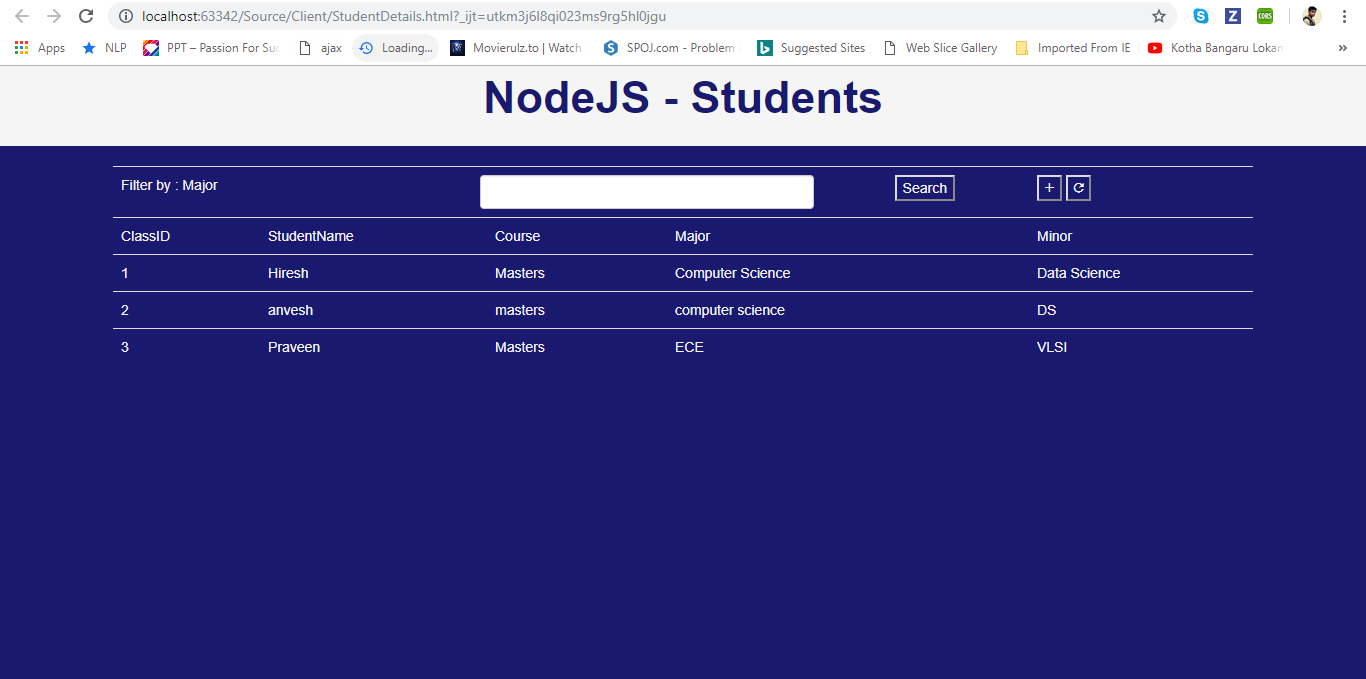 localhost:63342/Source/Client/StudentDetails.html?_ijt=utkm3j6l8qi023ms9rg5hl0jgu
Apps NLP PPT – Passion For Suc ajax Loading... Movierulz.to | Watch SPOJ.com - Problem Suggested Sites Web Slice Gallery Imported From IE Kotha Bangaru Lokam »
NodeJS - Students
Filter by : Major Search +
ClassID StudentName Course Major Minor
1 Hiresh Masters Computer Science Data Science
2 anvesh masters computer science DS
3 Praveen Masters ECE VLSI